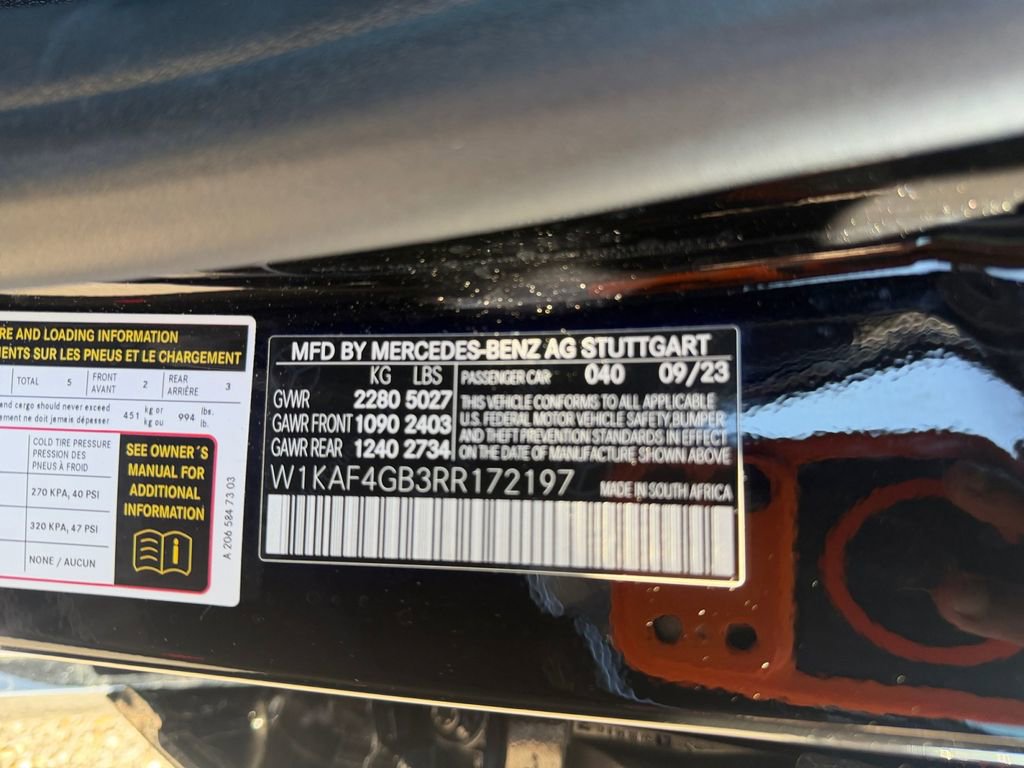 RE AND LOADING INFORMATION
MENTS SUR LES PNEUS ET LE CHARGEMENT
TOTAL 5 FRONT AVANT 2 REAR ARRIÈRE 3
and cargo should never exceed 451 kg or 994 lbs.
ment ne doit jamais dépasser kg ou lb.
COLD TIRE PRESSURE
PRESSION DES
PNEUS À FROID
270 KPA, 40 PSI
320 KPA, 47 PSI
NONE / AUCUN
SEE OWNER´S
MANUAL FOR
ADDITIONAL
INFORMATION
A 206 584 73 03
MFD BY MERCEDES-BENZ AG STUTTGART
KG LBS
GVWR 2280 5027
GAWR FRONT 1090 2403
GAWR REAR 1240 2734
PASSENGER CAR 040 09/23
THIS VEHICLE CONFORMS TO ALL APPLICABLE
U.S. FEDERAL MOTOR VEHICLE SAFETY, BUMPER
AND THEFT PREVENTION STANDARDS IN EFFECT
ON THE DATE OF MANUFACTURE, SHOWN ABOVE
W1KAF4GB3RR172197 MADE IN SOUTH AFRICA